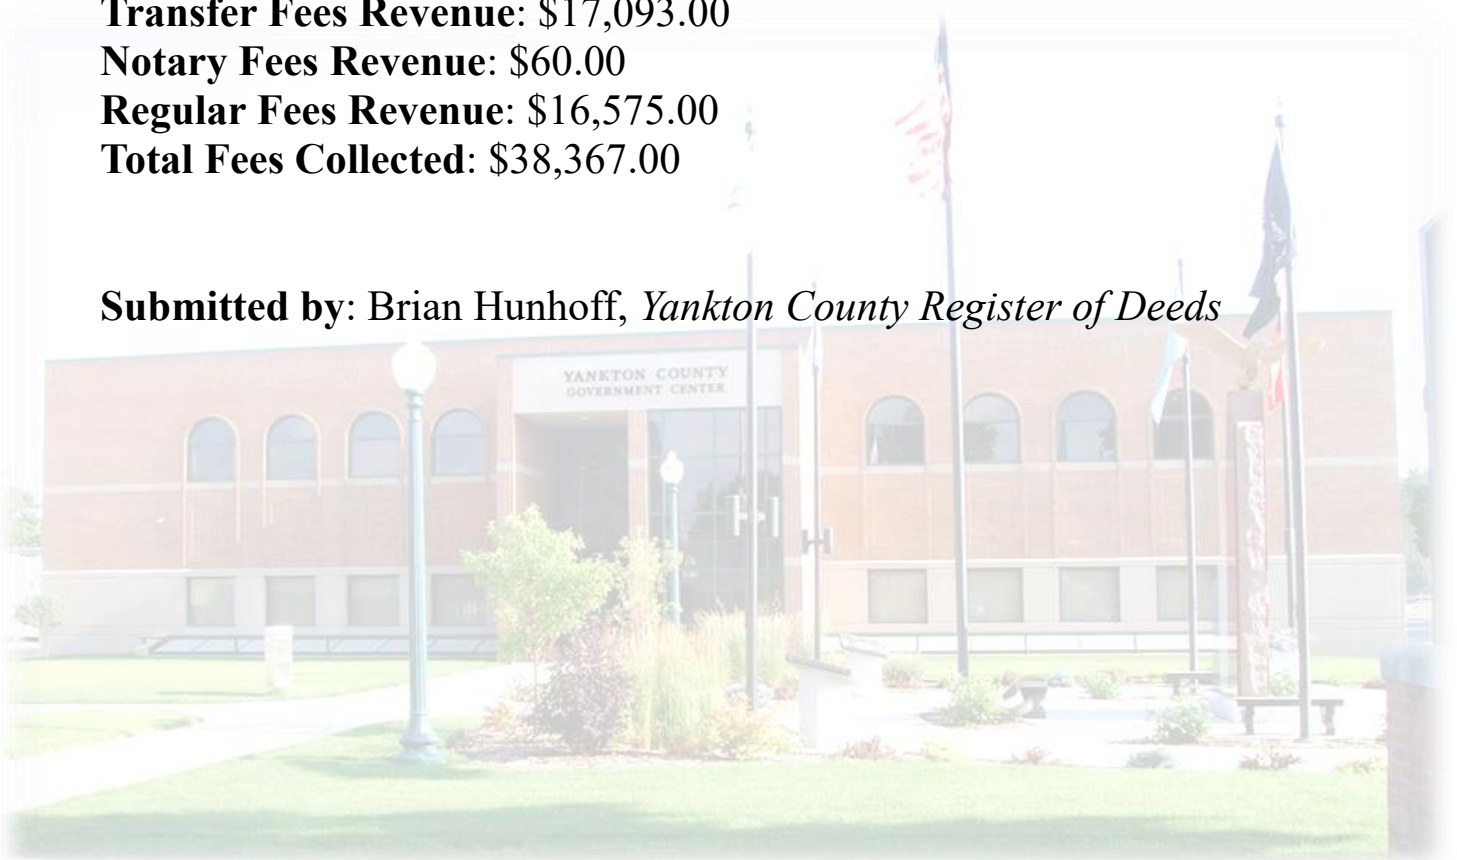 Transfer Fees Revenue: $17,093.00
Notary Fees Revenue: $60.00
Regular Fees Revenue: $16,575.00
Total Fees Collected: $38,367.00
Submitted by: Brian Hunhoff, Yankton County Register of Deeds
YANKTON COUNTY
GOVERNMENT CENTER